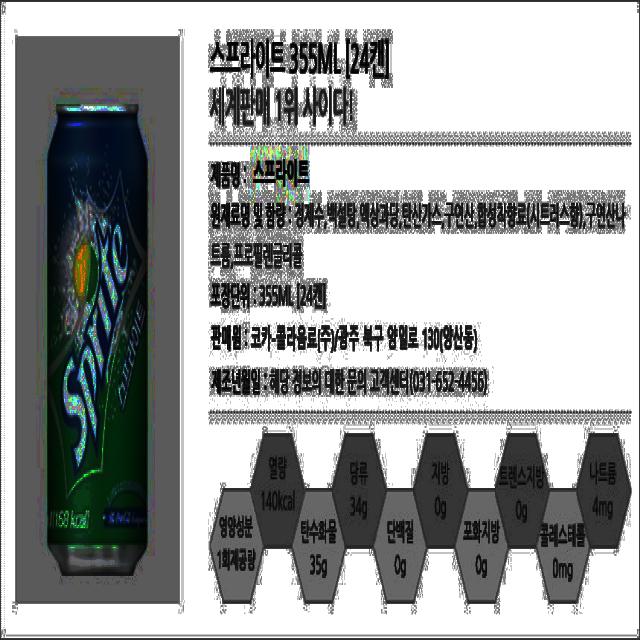 스프라이트 355ML [24캔]
세계판매 1위 사이다!
제품명 : 스프라이트
원재료명 및 함량 : 정제수,백설탕,액상과당,탄산가스,구연산,합성착향료(시트러스향),구연산나
트륨,프로필렌글리콜
포장단위 : 355ML [24캔]
판매원 : 코카-콜라음료(주)/광주 북구 양일로 130(양산동)
제조년월일 : 해당 정보의 대한 문의 고객센터(031-652-4456)
Sprite
168 kcal
영양성분
1회제공량
열량
140kcal
탄수화물
35g
당류
34g
단백질
0g
지방
0g
포화지방
0g
트랜스지방
0g
콜레스테롤
0mg
나트륨
4mg